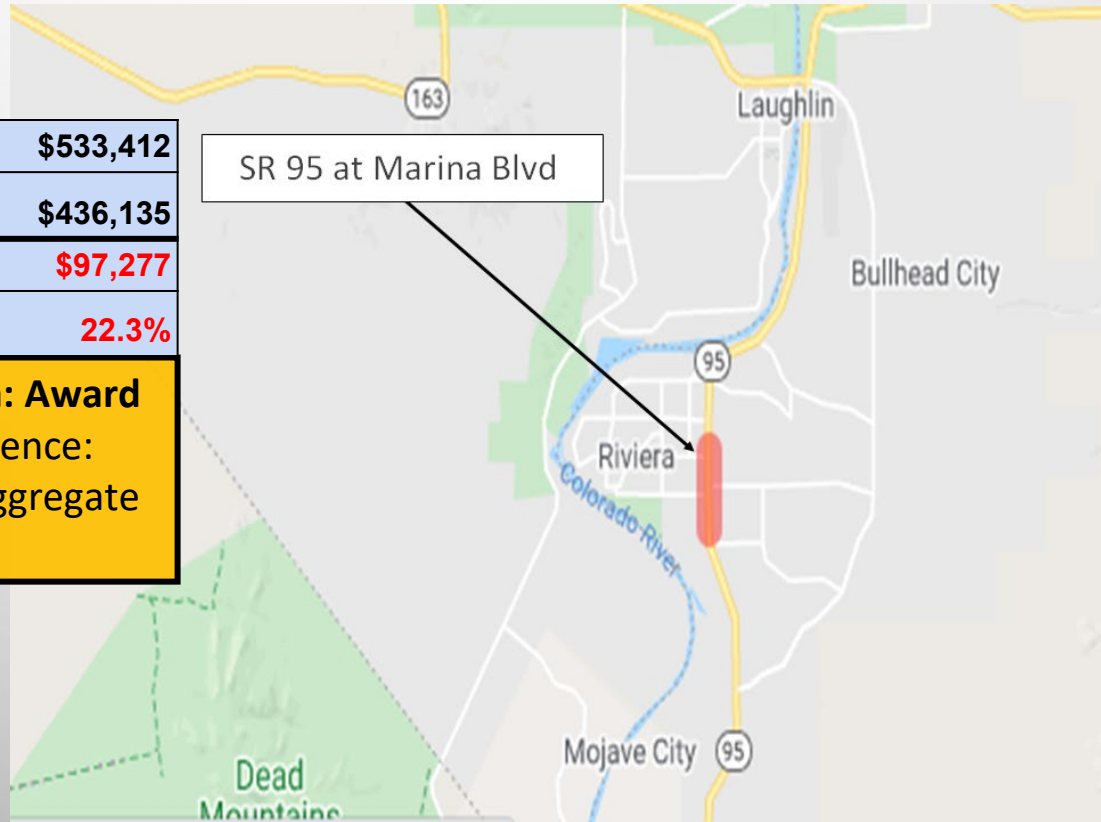 $533,412
$436,135
$97,277
22.3%
: Award
ence:
ggregate
SR 95 at Marina Blvd
163
Laughlin
Bullhead City
95
Riviera
Colorado River
Mojave City
95
Dead
Mountains